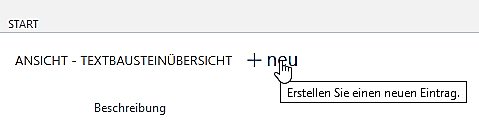 START
ANSICHT - TEXTBAUSTEINÜBERSICHT + neu
Erstellen Sie einen neuen Eintrag.
Beschreibung